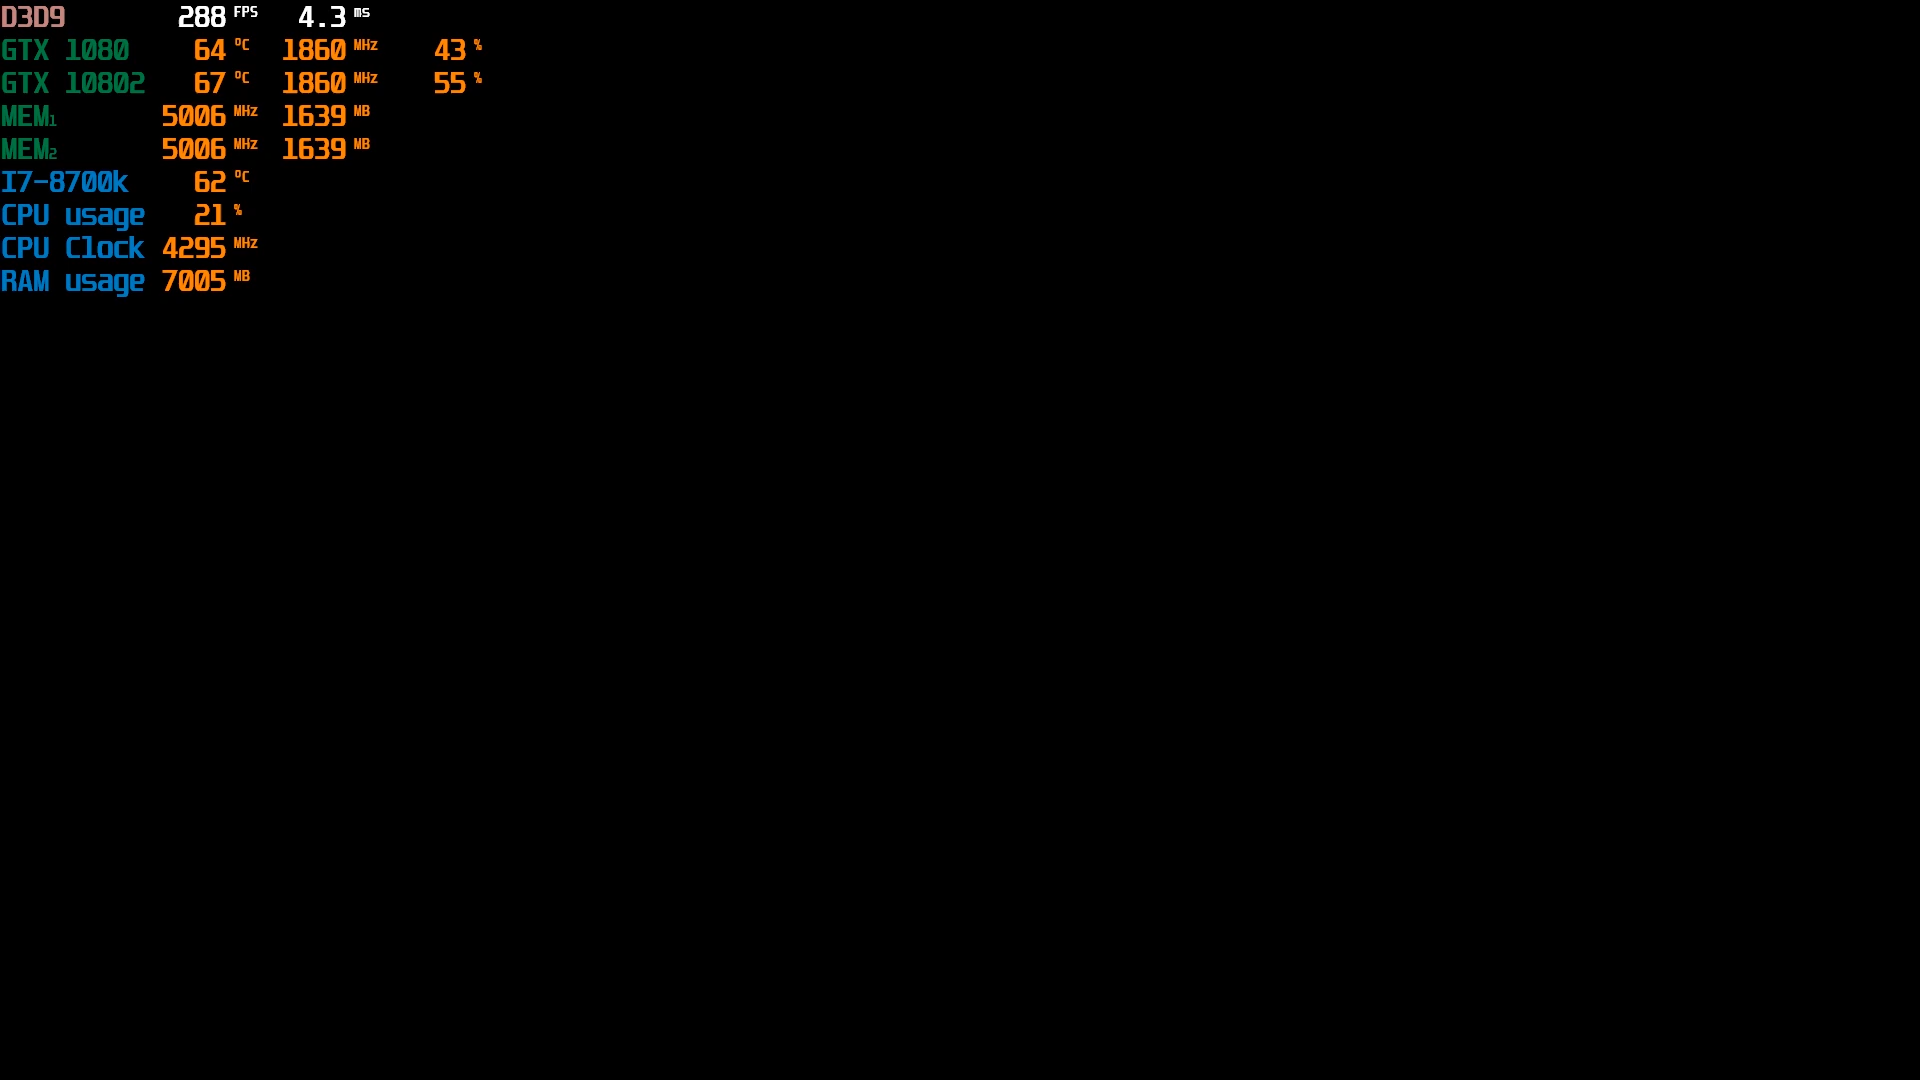 D3D9 288 FPS 4.3 ms
GTX 1080 64 °C 1860 MHz 43 %
GTX 10802 67 °C 1860 MHz 55 %
MEM1 5006 MHz 1639 MB
MEM2 5006 MHz 1639 MB
I7-8700k 62 °C
CPU usage 21 %
CPU Clock 4295 MHz
RAM usage 7005 MB